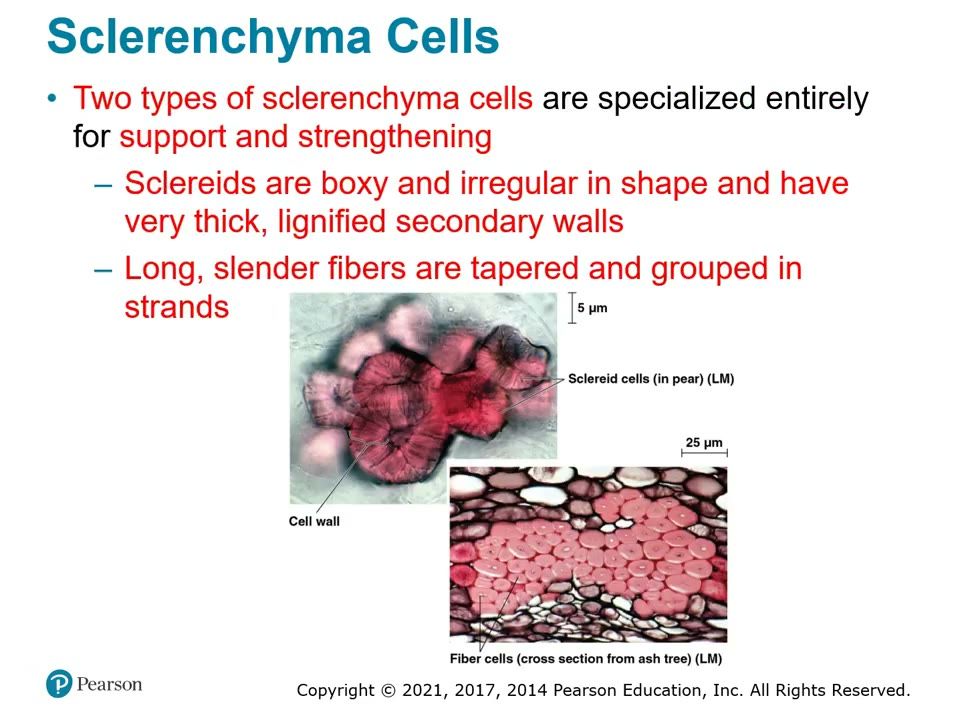 Sclerenchyma Cells
• Two types of sclerenchyma cells are specialized entirely
for support and strengthening
– Sclereids are boxy and irregular in shape and have
very thick, lignified secondary walls
– Long, slender fibers are tapered and grouped in
strands
5 μm
Sclereid cells (in pear) (LM)
25 μm
Cell wall
Fiber cells (cross section from ash tree) (LM)
P Pearson
Copyright © 2021, 2017, 2014 Pearson Education, Inc. All Rights Reserved.